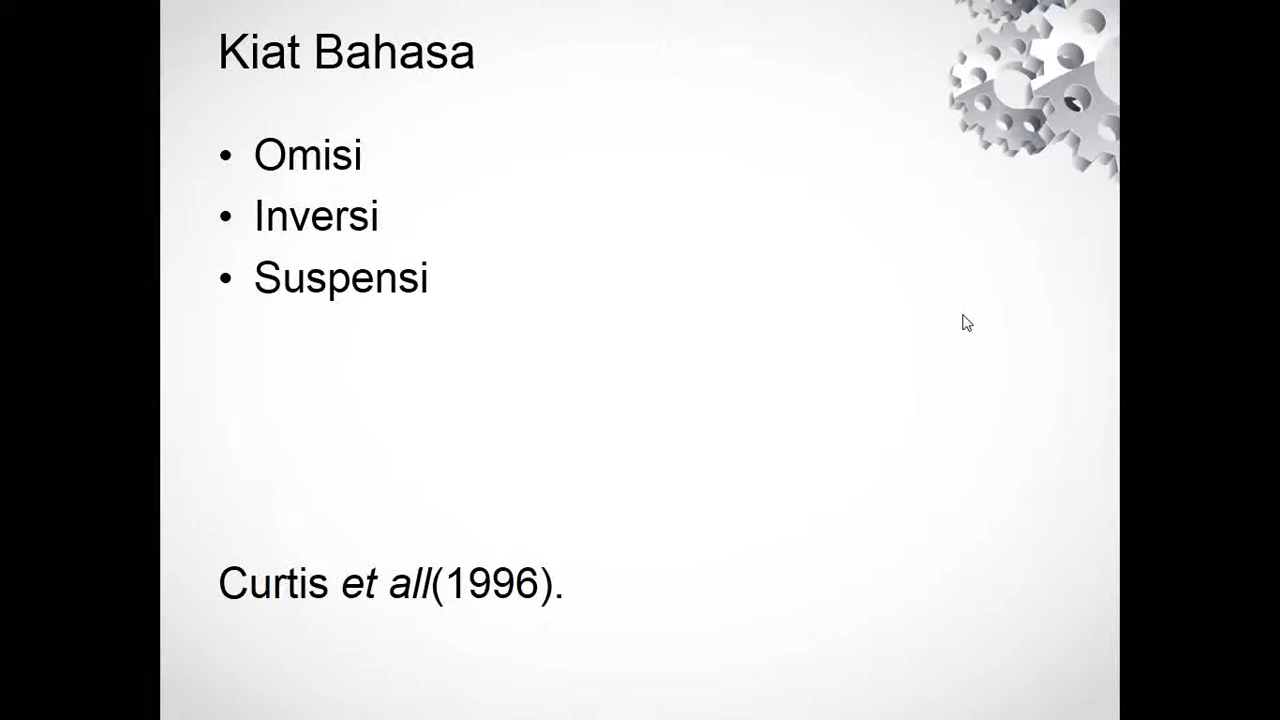 Kiat Bahasa
• Omisi
• Inversi
• Suspensi
Curtis et all(1996).